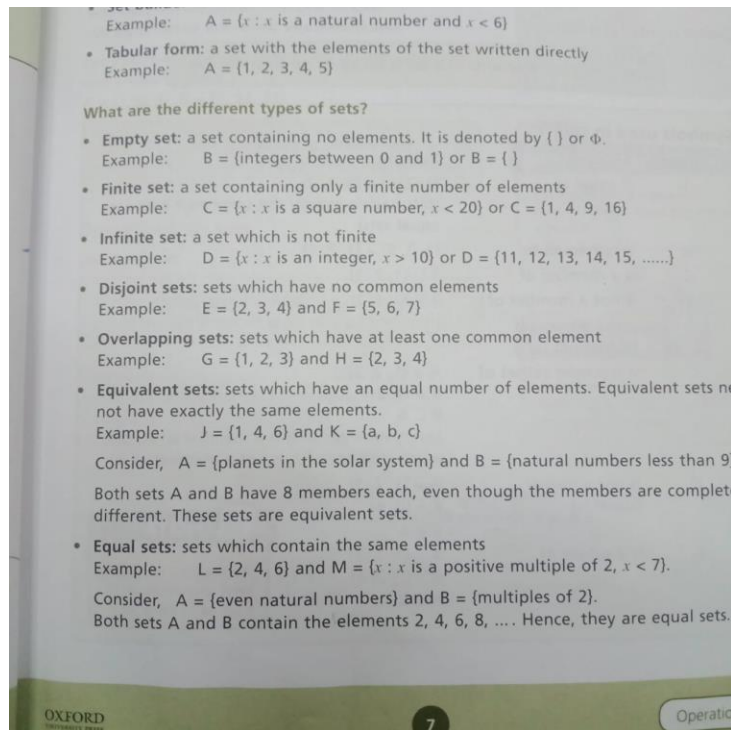 Example: A = {x : x is a natural number and x < 6}
• Tabular form: a set with the elements of the set written directly
Example: A = {1, 2, 3, 4, 5}
What are the different types of sets?
• Empty set: a set containing no elements. It is denoted by { } or Φ.
Example: B = {integers between 0 and 1} or B = { }
• Finite set: a set containing only a finite number of elements
Example: C = {x : x is a square number, x < 20} or C = {1, 4, 9, 16}
• Infinite set: a set which is not finite
Example: D = {x : x is an integer, x > 10} or D = {11, 12, 13, 14, 15, ......}
• Disjoint sets: sets which have no common elements
Example: E = {2, 3, 4} and F = {5, 6, 7}
• Overlapping sets: sets which have at least one common element
Example: G = {1, 2, 3} and H = {2, 3, 4}
• Equivalent sets: sets which have an equal number of elements. Equivalent sets
not have exactly the same elements.
Example: J = {1, 4, 6} and K = {a, b, c}
Consider, A = {planets in the solar system} and B = {natural numbers less than 9
Both sets A and B have 8 members each, even though the members are complet
different. These sets are equivalent sets.
• Equal sets: sets which contain the same elements
Example: L = {2, 4, 6} and M = {x : x is a positive multiple of 2, x < 7}.
Consider, A = {even natural numbers} and B = {multiples of 2}.
Both sets A and B contain the elements 2, 4, 6, 8, .... Hence, they are equal sets.
OXFORD
UNIVERSITY PRESS
7
Operatio